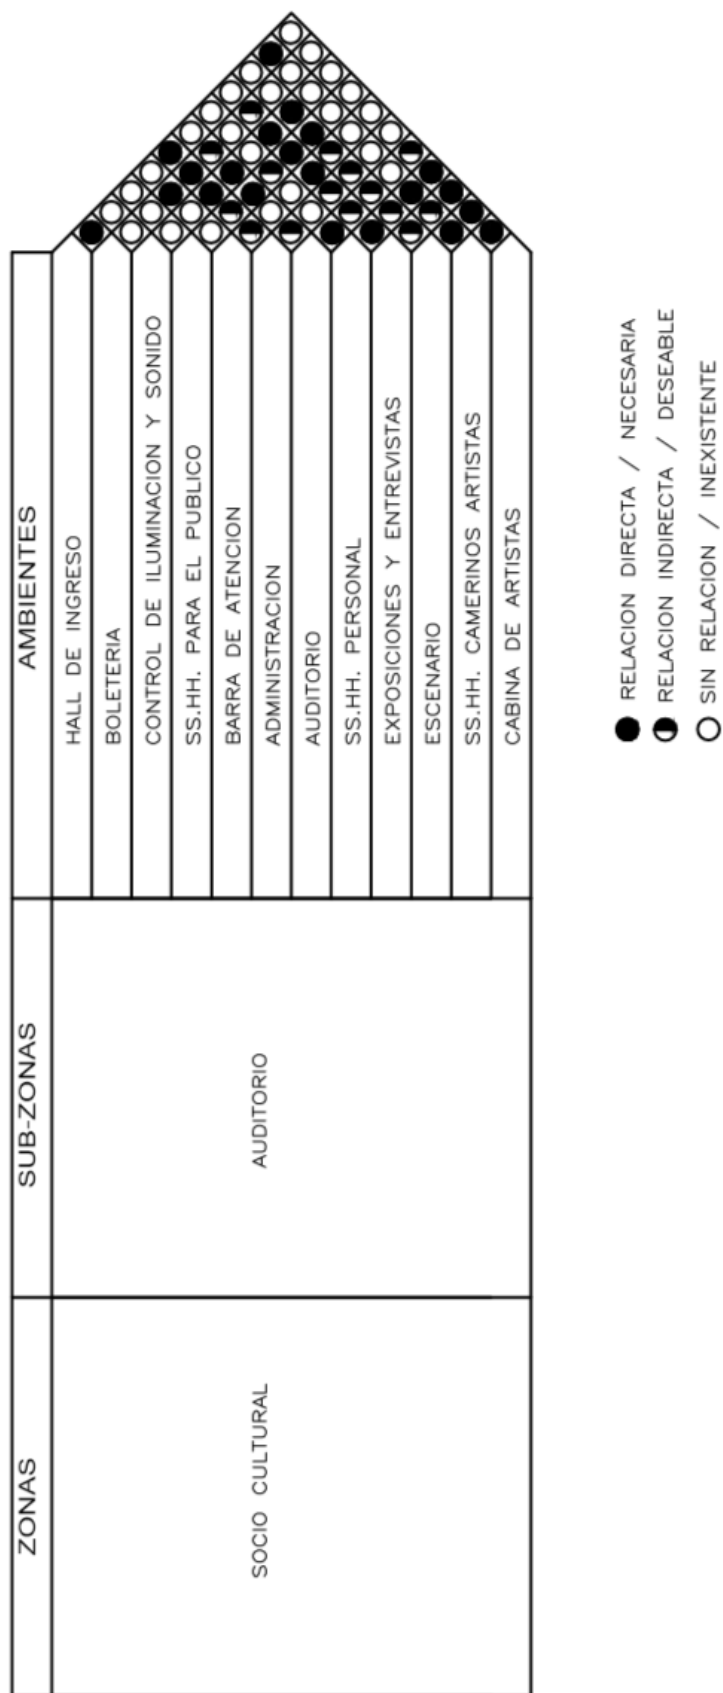 ZONAS
SUB-ZONAS
AMBIENTES
SOCIO CULTURAL
AUDITORIO
HALL DE INGRESO
BOLETERIA
CONTROL DE ILUMINACION Y SONIDO
SS.HH. PARA EL PUBLICO
BARRA DE ATENCION
ADMINISTRACION
AUDITORIO
SS.HH. PERSONAL
EXPOSICIONES Y ENTREVISTAS
ESCENARIO
SS.HH. CAMERINOS ARTISTAS
CABINA DE ARTISTAS
RELACION DIRECTA / NECESARIA
RELACION INDIRECTA / DESEABLE
SIN RELACION / INEXISTENTE